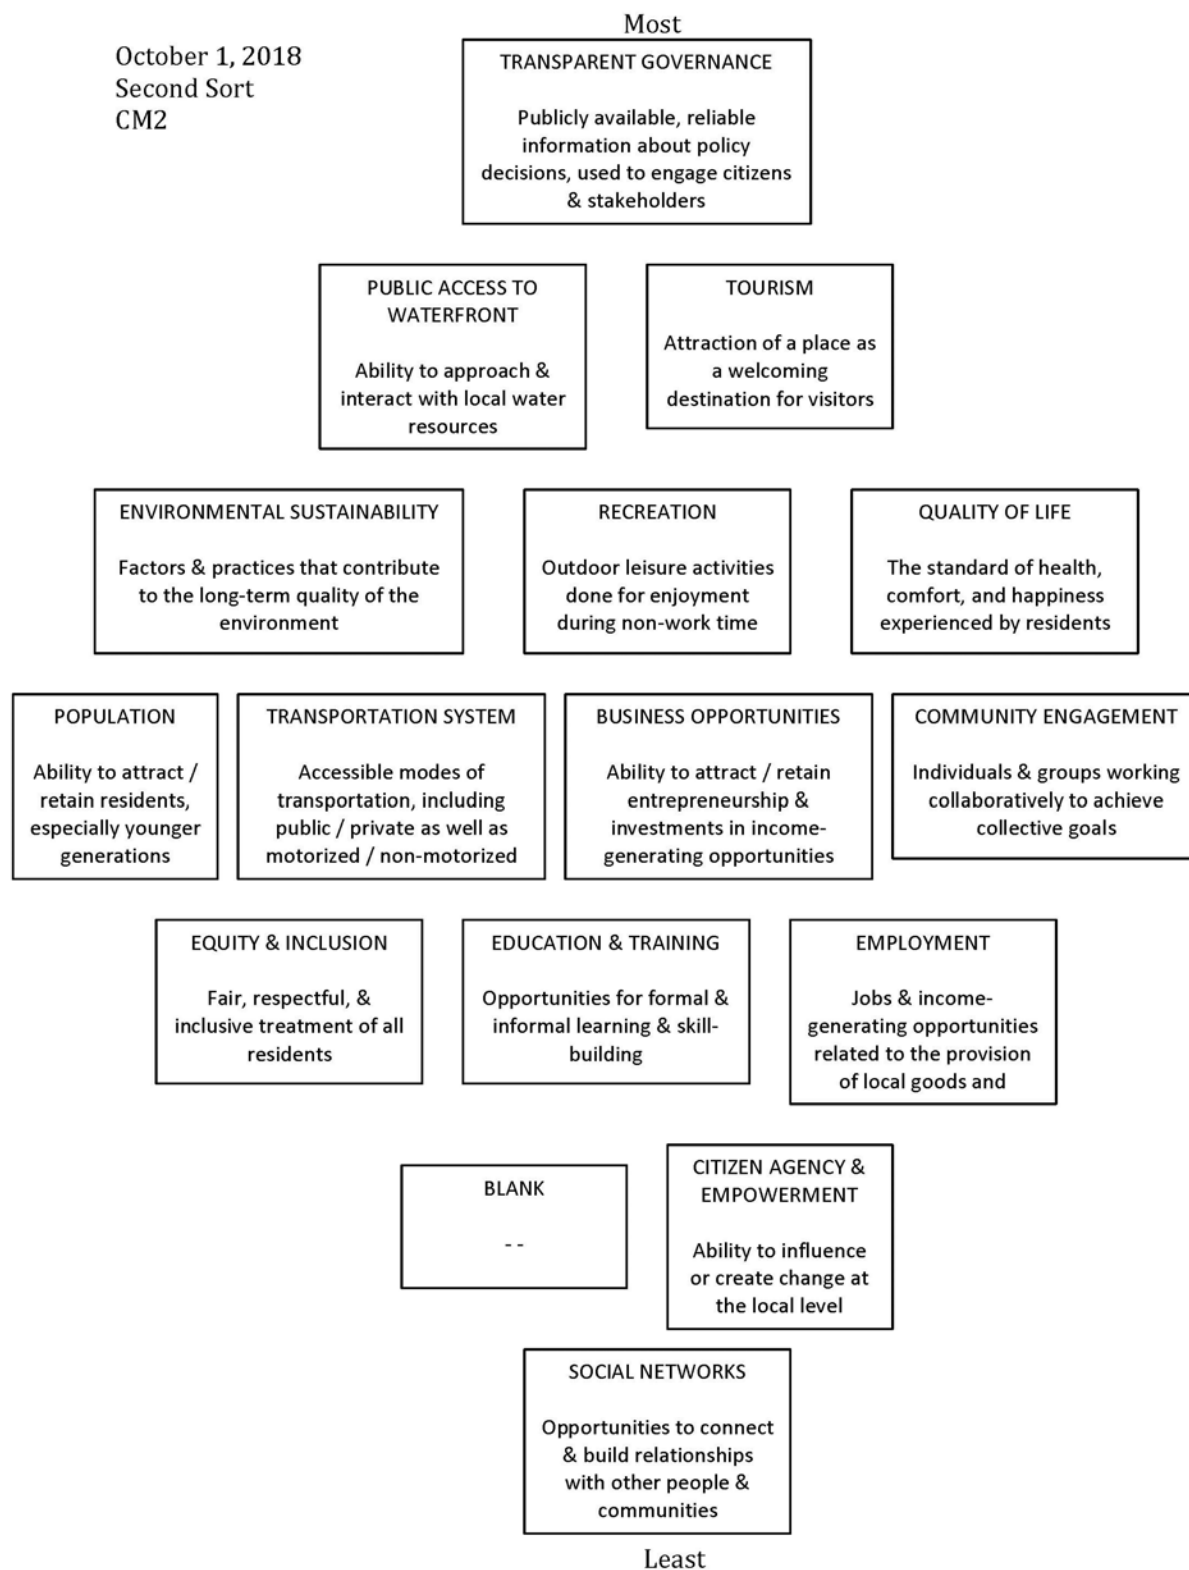 Most
October 1, 2018
Second Sort
CM2
TRANSPARENT GOVERNANCE
Publicly available, reliable
information about policy
decisions, used to engage citizens
& stakeholders
PUBLIC ACCESS TO
WATERFRONT
Ability to approach &
interact with local water
resources
TOURISM
Attraction of a place as
a welcoming
destination for visitors
ENVIRONMENTAL SUSTAINABILITY
Factors & practices that contribute
to the long-term quality of the
environment
RECREATION
Outdoor leisure activities
done for enjoyment
during non-work time
QUALITY OF LIFE
The standard of health,
comfort, and happiness
experienced by residents
POPULATION
Ability to attract /
retain residents,
especially younger
generations
TRANSPORTATION SYSTEM
Accessible modes of
transportation, including
public / private as well as
motorized / non-motorized
BUSINESS OPPORTUNITIES
Ability to attract / retain
entrepreneurship &
investments in income-
generating opportunities
COMMUNITY ENGAGEMENT
Individuals & groups working
collaboratively to achieve
collective goals
EQUITY & INCLUSION
Fair, respectful, &
inclusive treatment of all
residents
EDUCATION & TRAINING
Opportunities for formal &
informal learning & skill-
building
EMPLOYMENT
Jobs & income-
generating opportunities
related to the provision
of local goods and
BLANK
- -
CITIZEN AGENCY &
EMPOWERMENT
Ability to influence
or create change at
the local level
SOCIAL NETWORKS
Opportunities to connect
& build relationships
with other people &
communities
Least